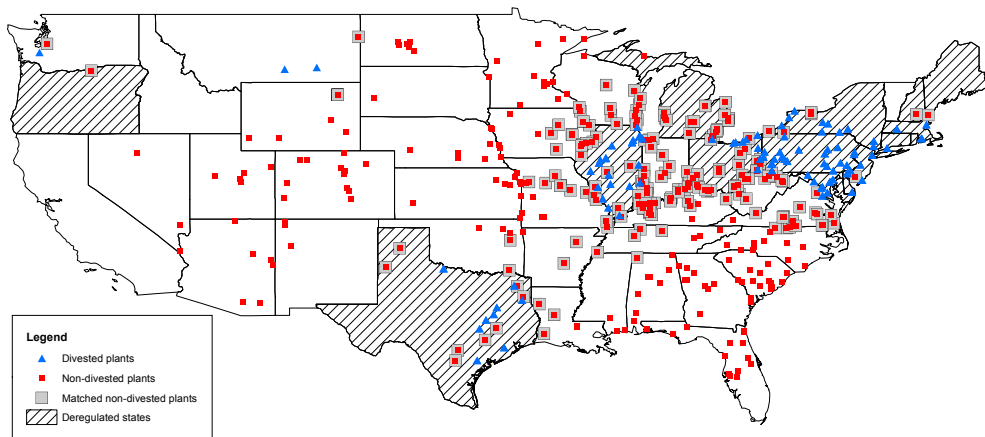 Legend
Divested plants
Non-divested plants
Matched non-divested plants
Deregulated states